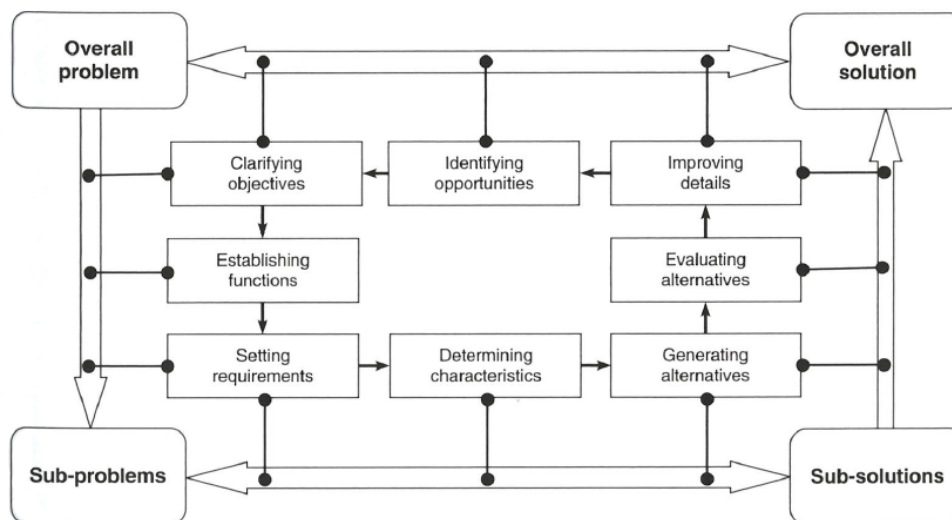 Overall
problem
Overall
solution
Clarifying
objectives
Identifying
opportunities
Improving
details
Establishing
functions
Evaluating
alternatives
Setting
requirements
Determining
characteristics
Generating
alternatives
Sub-problems
Sub-solutions